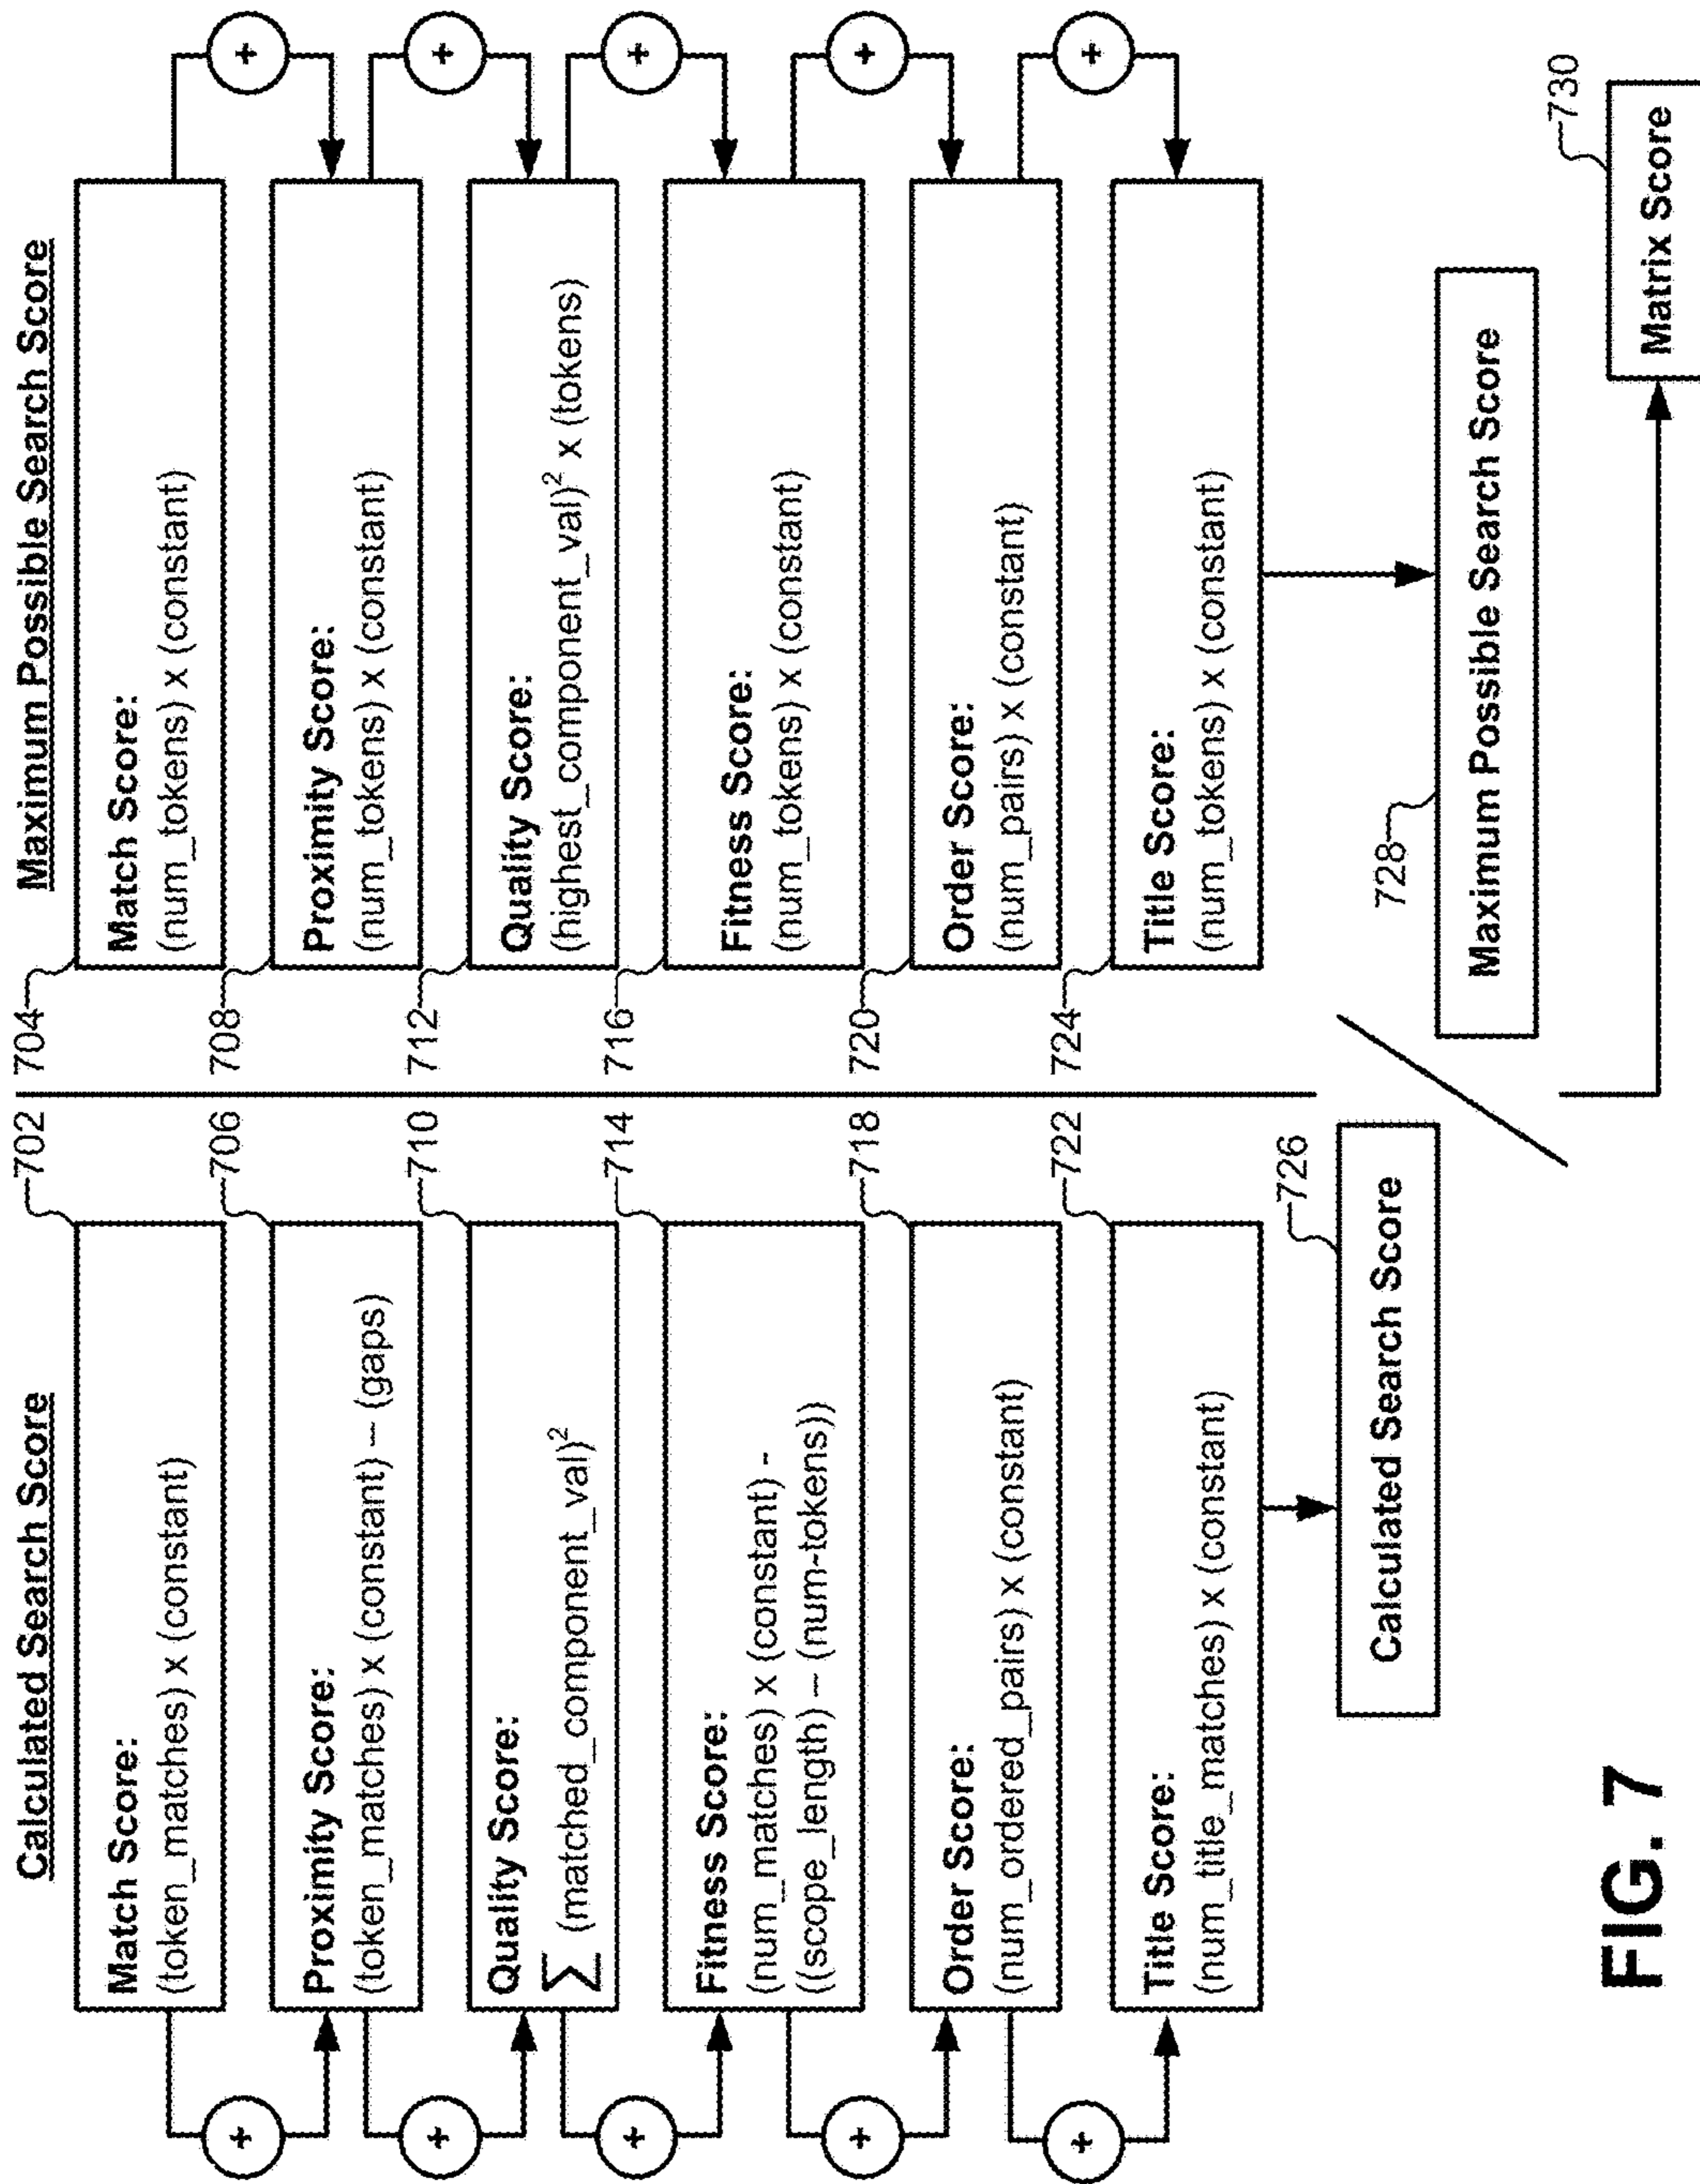 Calculated Search Score
702
Match Score:
(token_matches) x (constant)
+
706
Proximity Score:
(token_matches) x (constant) – (gaps)
+
710
Quality Score:
∑ (matched_component_val)²
+
714
Fitness Score:
(num_matches) x (constant) -
((scope_length) – (num-tokens))
+
718
Order Score:
(num_ordered_pairs) x (constant)
+
722
Title Score:
(num_title_matches) x (constant)
726
Calculated Search Score
Maximum Possible Search Score
704
Match Score:
(num_tokens) x (constant)
+
708
Proximity Score:
(num_tokens) x (constant)
+
712
Quality Score:
(highest_component_val)² x (tokens)
+
716
Fitness Score:
(num_tokens) x (constant)
+
720
Order Score:
(num_pairs) x (constant)
+
724
Title Score:
(num_tokens) x (constant)
728
Maximum Possible Search Score
730
Matrix Score
FIG. 7